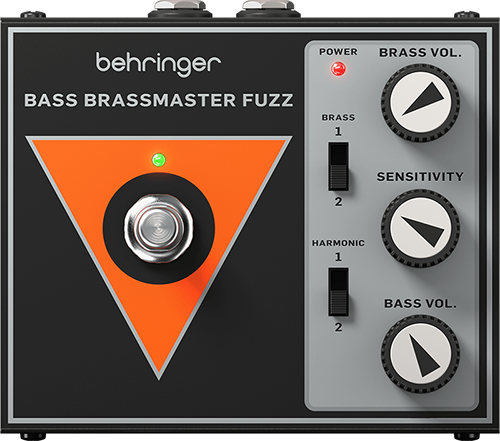 behringer
BASS BRASSMASTER FUZZ
POWER
BRASS VOL.
BRASS
1
2
SENSITIVITY
HARMONIC
1
2
BASS VOL.